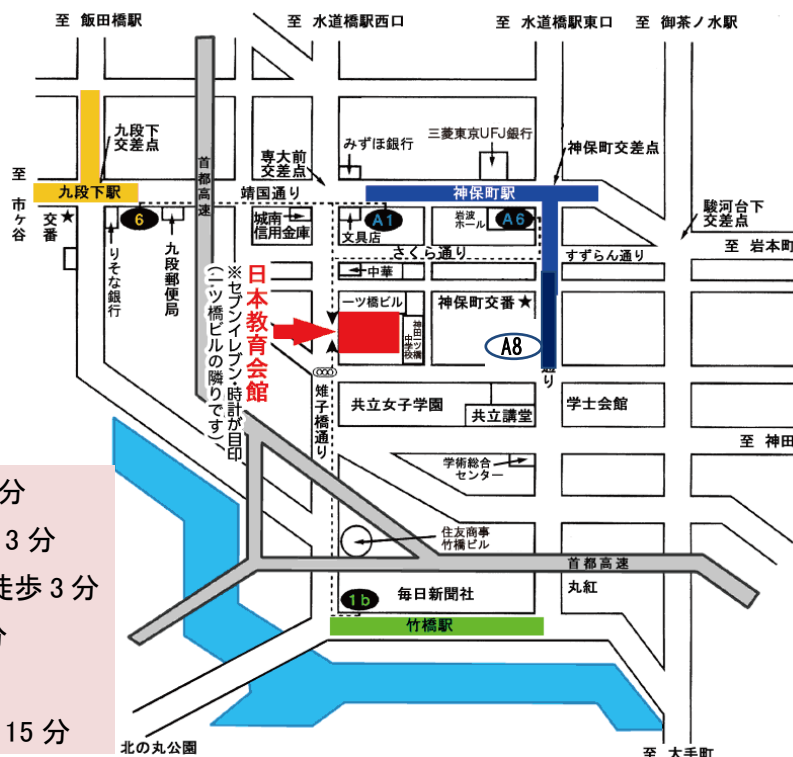 至 飯田橋駅
至 水道橋駅西口
至 水道橋駅東口
至 御茶ノ水駅
九段下
交差点
首都高速
専大前
交差点
みずほ銀行
三菱東京UFJ銀行
神保町交差点
至 市ヶ谷
九段下駅
靖国通り
神保町駅
交番★
6
りそな銀行
九段郵便局
城南
信用金庫
文具店
A1
岩波
ホール
A6
駿河台下
交差点
さくら通り
すずらん通り
至 岩本町
中華
日本教育会館
※セブンイレブン・時計が目印
(一ツ橋ビルの隣りです)
一ツ橋ビル
神保町交番★
神田一ツ橋
中学校
A8
り
雉子橋通り
共立女子学園
共立講堂
学士会館
至 神田
学術総合
センター
住友商事
竹橋ビル
首都高速
丸紅
1b
毎日新聞社
竹橋駅
分
3 分
徒歩 3 分
分
15 分
北の丸公園
至 大手町